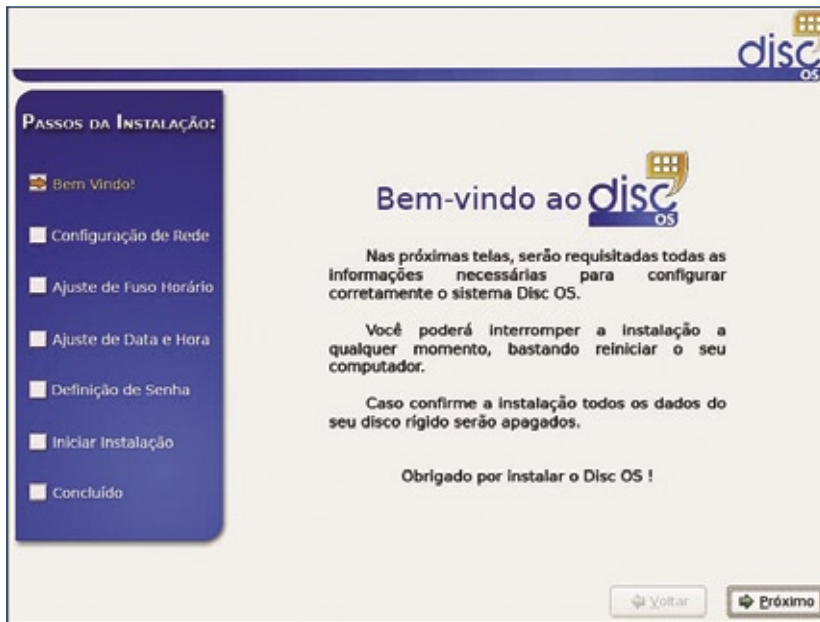 disc
OS
PASSOS DA INSTALAÇÃO:
Bem Vindo!
Configuração de Rede
Ajuste de Fuso Horário
Ajuste de Data e Hora
Definição de Senha
Iniciar Instalação
Concluído
Bem-vindo ao disc
OS
Nas próximas telas, serão requisitadas todas as
informações necessárias para configurar
corretamente o sistema Disc OS.
Você poderá interromper a instalação a
qualquer momento, bastando reiniciar o seu
computador.
Caso confirme a instalação todos os dados do
seu disco rígido serão apagados.
Obrigado por instalar o Disc OS !
Voltar
Próximo